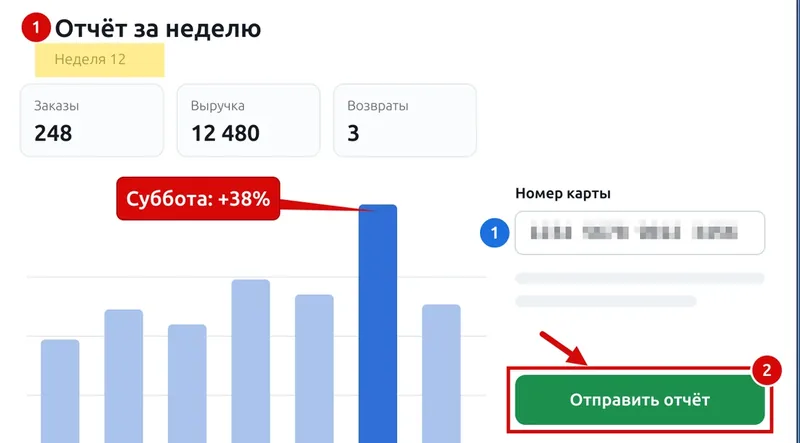 1 Отчёт за неделю
Неделя 12
Заказы
248
Выручка
12 480
Возвраты
3
Суббота: +38%
Номер карты
1
2
Отправить отчёт